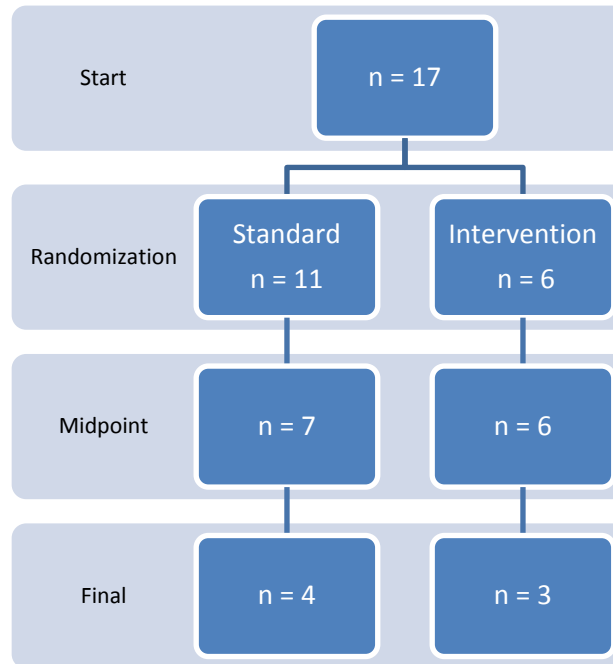 Start
n = 17
Randomization
Standard
n = 11
Intervention
n = 6
Midpoint
n = 7
n = 6
Final
n = 4
n = 3